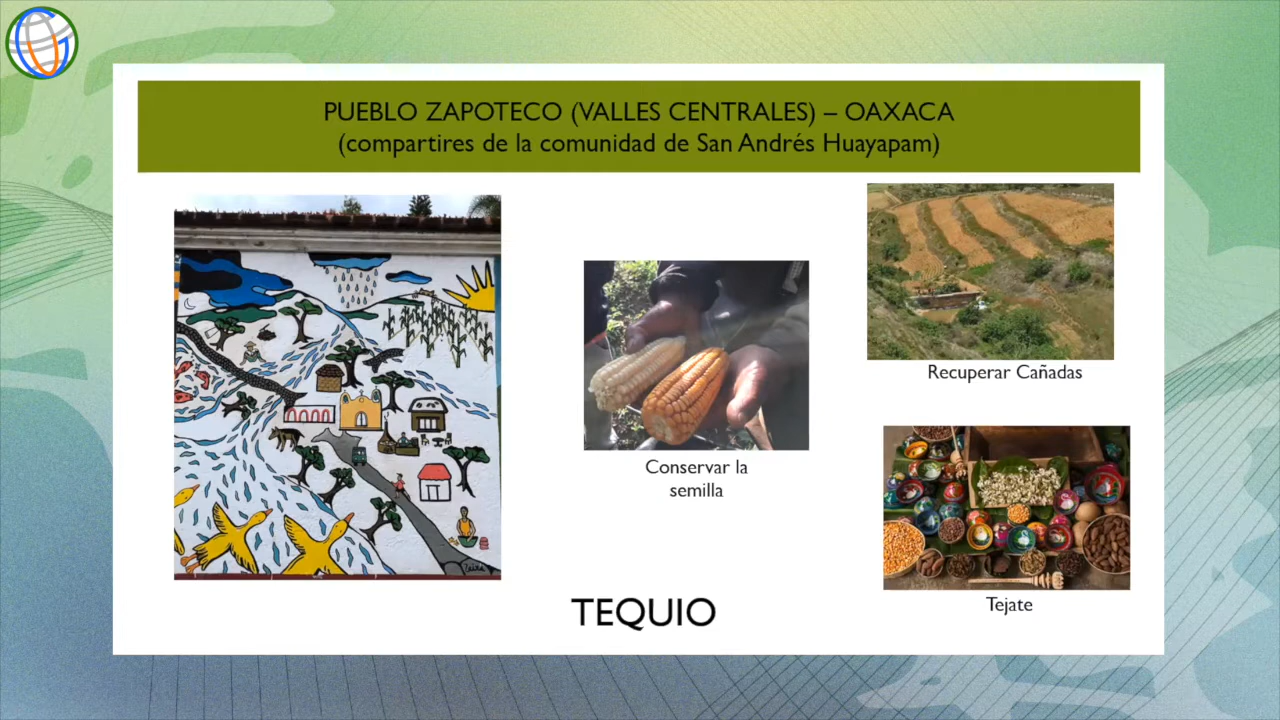 PUEBLO ZAPOTECO (VALLES CENTRALES) – OAXACA
(compartires de la comunidad de San Andrés Huayapam)
Recuperar Cañadas
Conservar la
semilla
Tejate
TEQUIO